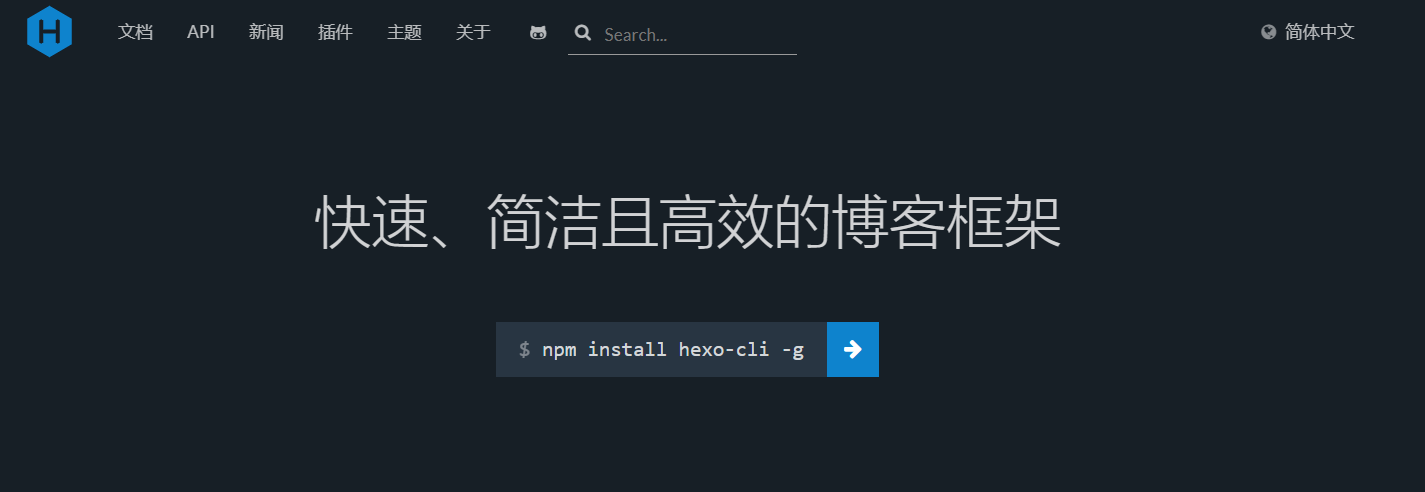 H 文档 API 新闻 插件 主题 关于 Search... 简体中文
快速、简洁且高效的博客框架
$ npm install hexo-cli -g